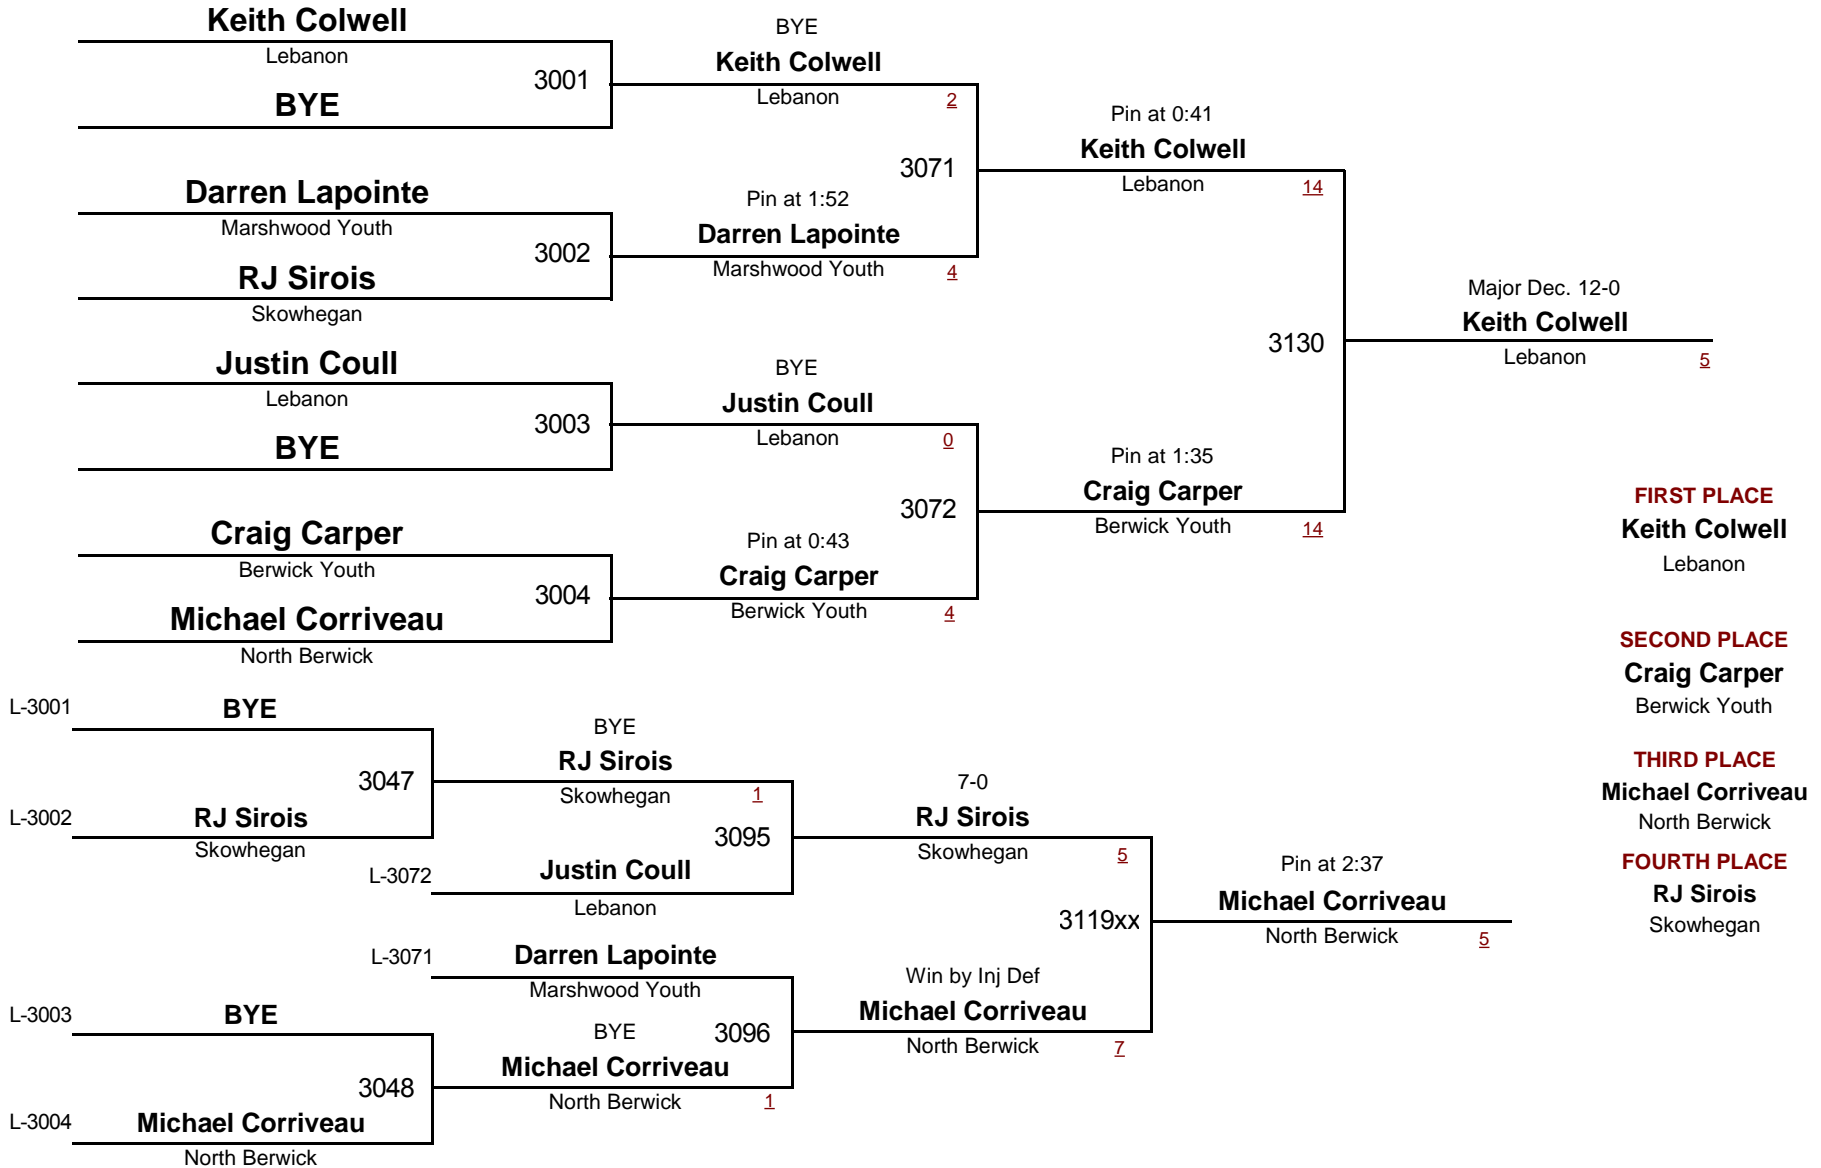 Keith Colwell
Lebanon
3001
BYE
BYE
Keith Colwell
Lebanon
2
Darren Lapointe
Marshwood Youth
3002
RJ Sirois
Skowhegan
Pin at 1:52
Darren Lapointe
Marshwood Youth
4
3071
Pin at 0:41
Keith Colwell
Lebanon
14
Justin Coull
Lebanon
3003
BYE
BYE
Justin Coull
Lebanon
0
Craig Carper
Berwick Youth
3004
Michael Corriveau
North Berwick
Pin at 0:43
Craig Carper
Berwick Youth
4
3072
Pin at 1:35
Craig Carper
Berwick Youth
14
3130
Major Dec. 12-0
Keith Colwell
Lebanon
5
FIRST PLACE
Keith Colwell
Lebanon
SECOND PLACE
Craig Carper
Berwick Youth
THIRD PLACE
Michael Corriveau
North Berwick
FOURTH PLACE
RJ Sirois
Skowhegan
L-3001
BYE
3047
L-3002
RJ Sirois
Skowhegan
BYE
RJ Sirois
Skowhegan
1
3095
L-3072
Justin Coull
Lebanon
7-0
RJ Sirois
Skowhegan
5
L-3071
Darren Lapointe
Marshwood Youth
L-3003
BYE
3048
L-3004
Michael Corriveau
North Berwick
BYE
Michael Corriveau
North Berwick
1
3096
Win by Inj Def
Michael Corriveau
North Berwick
7
3119xx
Pin at 2:37
Michael Corriveau
North Berwick
5